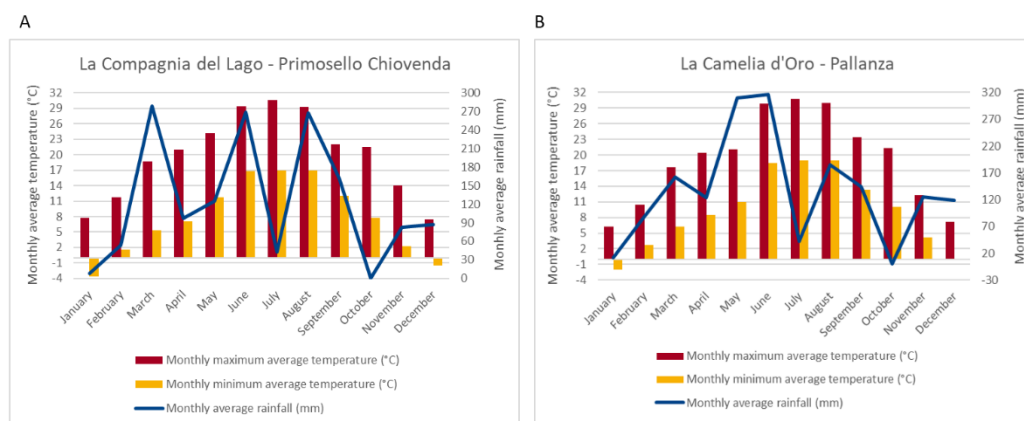 A
La Compagnia del Lago - Primosello Chiovenda
Monthly average temperature (°C)
32
29
26
23
20
17
14
11
8
5
2
-1
-4
300
270
240
210
180
150
120
90
60
30
0
Monthly average rainfall (mm)
January
February
March
April
May
June
July
August
September
October
November
December
Monthly maximum average temperature (°C)
Monthly minimum average temperature (°C)
Monthly average rainfall (mm)
B
La Camelia d'Oro - Pallanza
Monthly average temperature (°C)
32
29
26
23
20
17
14
11
8
5
2
-1
-4
320
270
220
170
120
70
20
-30
Monthly average rainfall (mm)
January
February
March
April
May
June
July
August
September
October
November
December
Monthly maximum average temperature (°C)
Monthly minimum average temperature (°C)
Monthly average rainfall (mm)